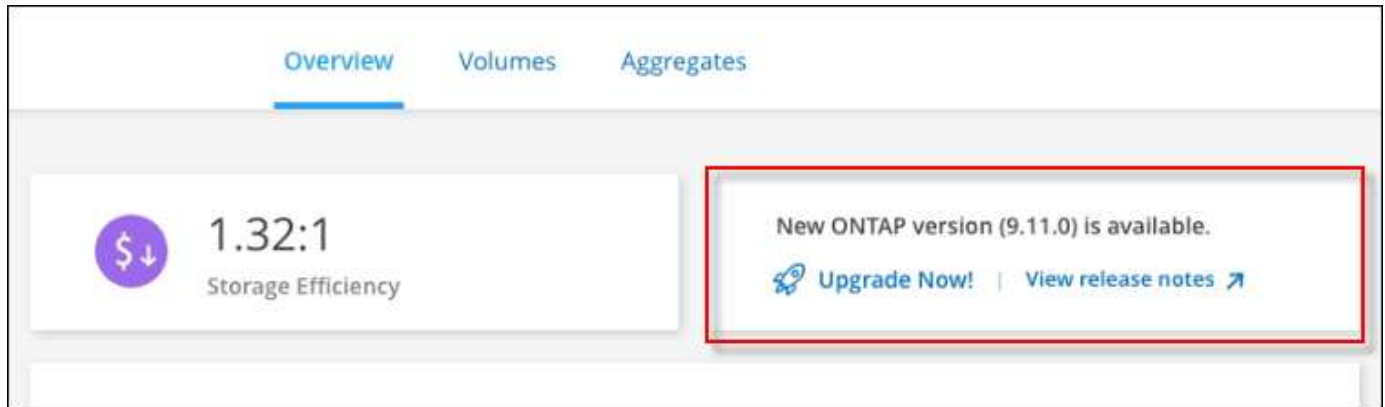 Overview Volumes Aggregates
1.32:1
Storage Efficiency
New ONTAP version (9.11.0) is available.
Upgrade Now! | View release notes